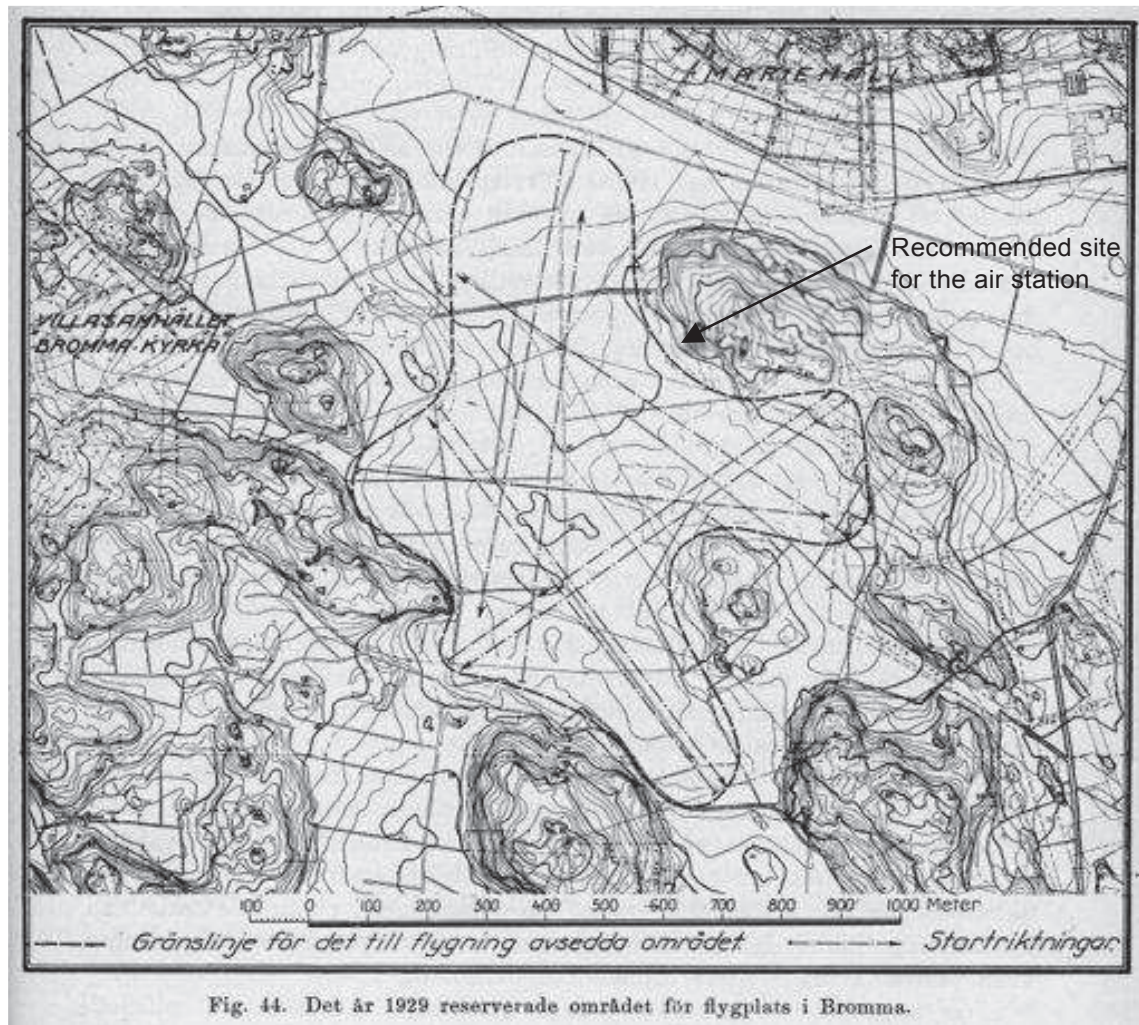 MARIEHÄLL
Recommended site
for the air station
VILLASAMHÄLLET
BROMMA-KYRKA
100 0 100 200 300 400 500 600 700 800 900 1000 Meter
Gränslinje för det till flygning avsedda området. Startriktningar.
Fig. 44. Det år 1929 reserverade området för flygplats i Bromma.